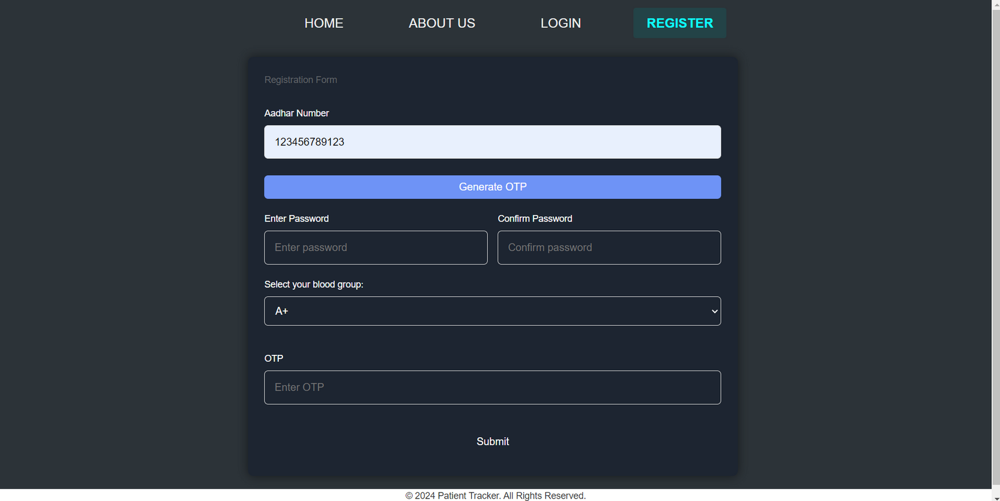 HOME ABOUT US LOGIN REGISTER
Registration Form
Aadhar Number
123456789123
Generate OTP
Enter Password Confirm Password
Enter password Confirm password
Select your blood group:
A+
OTP
Enter OTP
Submit
© 2024 Patient Tracker. All Rights Reserved.